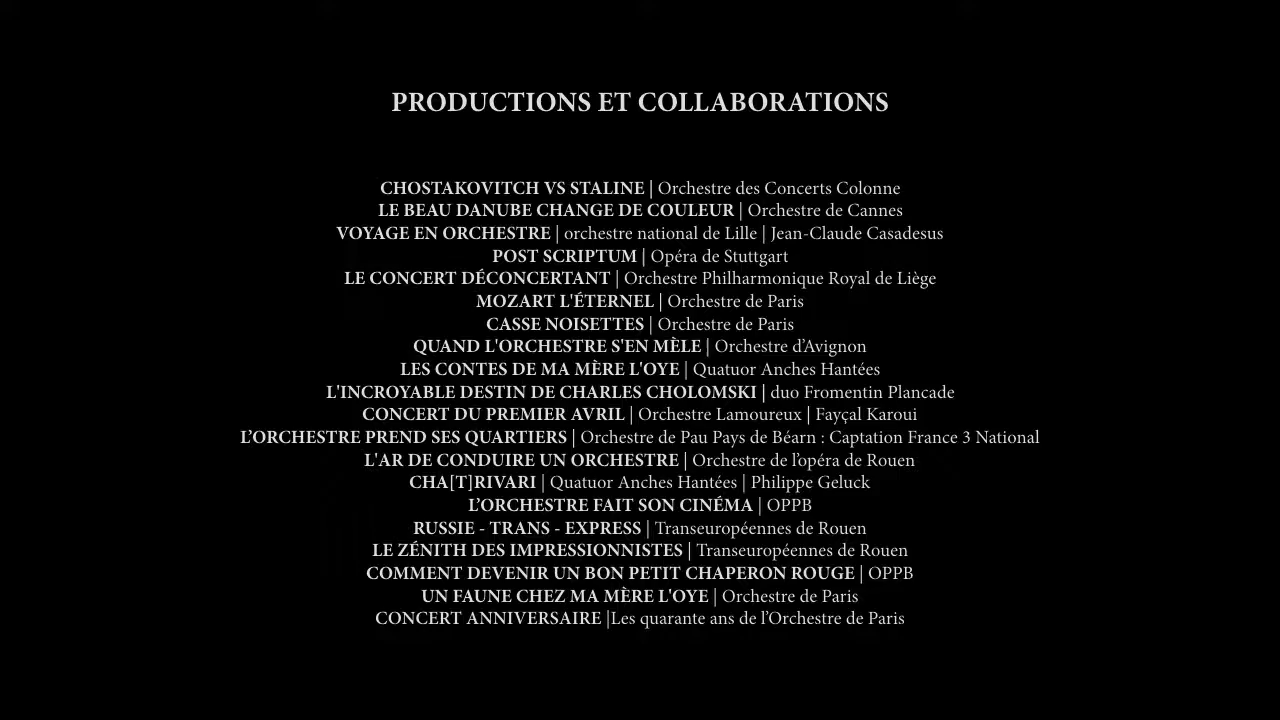 PRODUCTIONS ET COLLABORATIONS
CHOSTAKOVITCH VS STALINE | Orchestre des Concerts Colonne
LE BEAU DANUBE CHANGE DE COULEUR | Orchestre de Cannes
VOYAGE EN ORCHESTRE | orchestre national de Lille | Jean-Claude Casadesus
POST SCRIPTUM | Opéra de Stuttgart
LE CONCERT DÉCONCERTANT | Orchestre Philharmonique Royal de Liège
MOZART L'ÉTERNEL | Orchestre de Paris
CASSE NOISETTES | Orchestre de Paris
QUAND L'ORCHESTRE S'EN MÈLE | Orchestre d’Avignon
LES CONTES DE MA MÈRE L'OYE | Quatuor Anches Hantées
L'INCROYABLE DESTIN DE CHARLES CHOLOMSKI | duo Fromentin Plancade
CONCERT DU PREMIER AVRIL | Orchestre Lamoureux | Fayçal Karoui
L’ORCHESTRE PREND SES QUARTIERS | Orchestre de Pau Pays de Béarn : Captation France 3 National
L'AR DE CONDUIRE UN ORCHESTRE | Orchestre de l’opéra de Rouen
CHA[T]RIVARI | Quatuor Anches Hantées | Philippe Geluck
L’ORCHESTRE FAIT SON CINÉMA | OPPB
RUSSIE - TRANS - EXPRESS | Transeuropéennes de Rouen
LE ZÉNITH DES IMPRESSIONNISTES | Transeuropéennes de Rouen
COMMENT DEVENIR UN BON PETIT CHAPERON ROUGE | OPPB
UN FAUNE CHEZ MA MÈRE L'OYE | Orchestre de Paris
CONCERT ANNIVERSAIRE |Les quarante ans de l’Orchestre de Paris